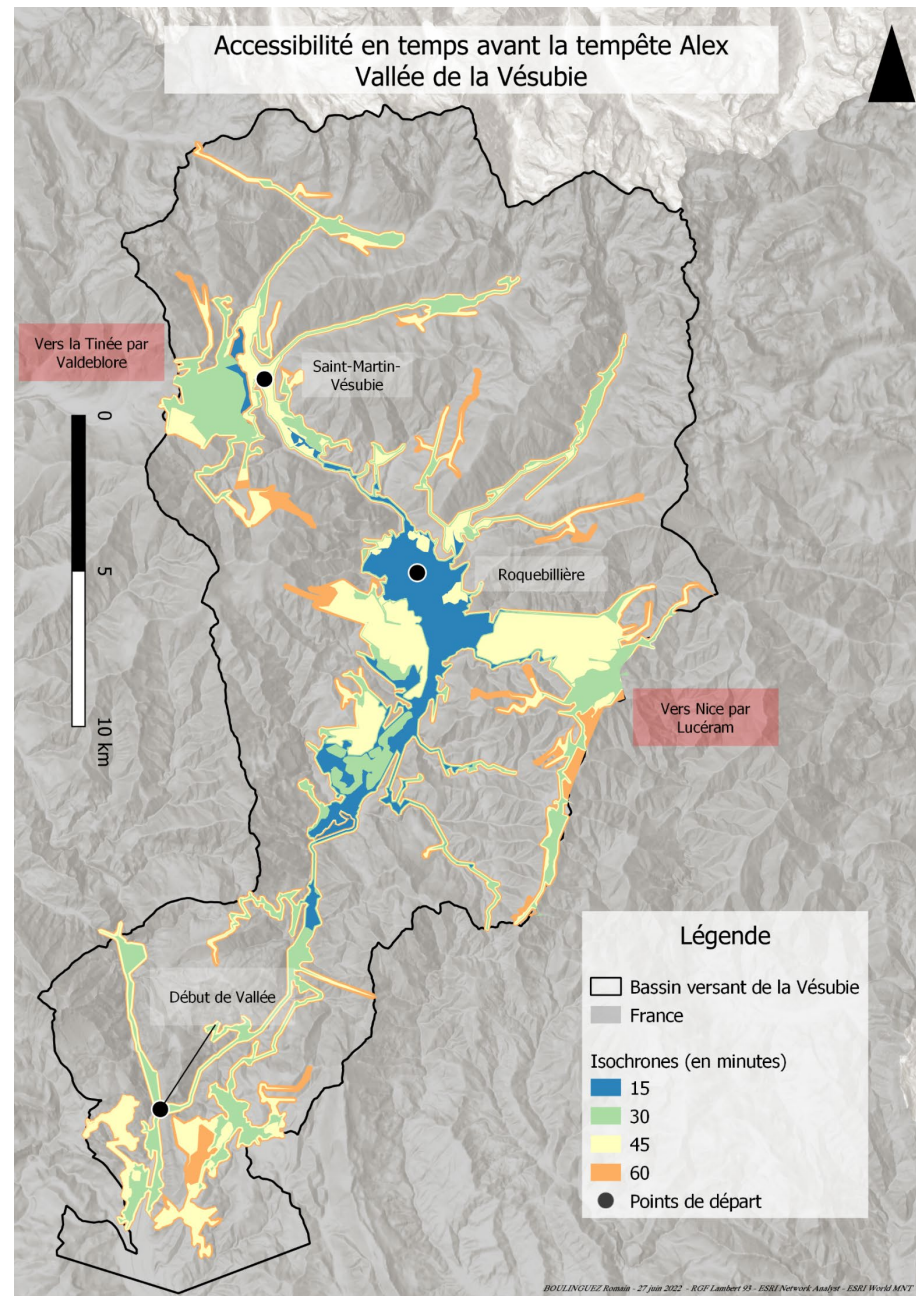 Accessibilité en temps avant la tempête Alex
Vallée de la Vésubie
Vers la Tinée par
Valdeblore
Saint-Martin-
Vésubie
0
5
10 km
Roquebillière
Vers Nice par
Lucéram
Début de Vallée
Légende
Bassin versant de la Vésubie
France
Isochrones (en minutes)
15
30
45
60
Points de départ
BOULINGUEZ Romain - 27 juin 2022 - RGF Lambert 93 - ESRI Network Analyst - ESRI World MNT